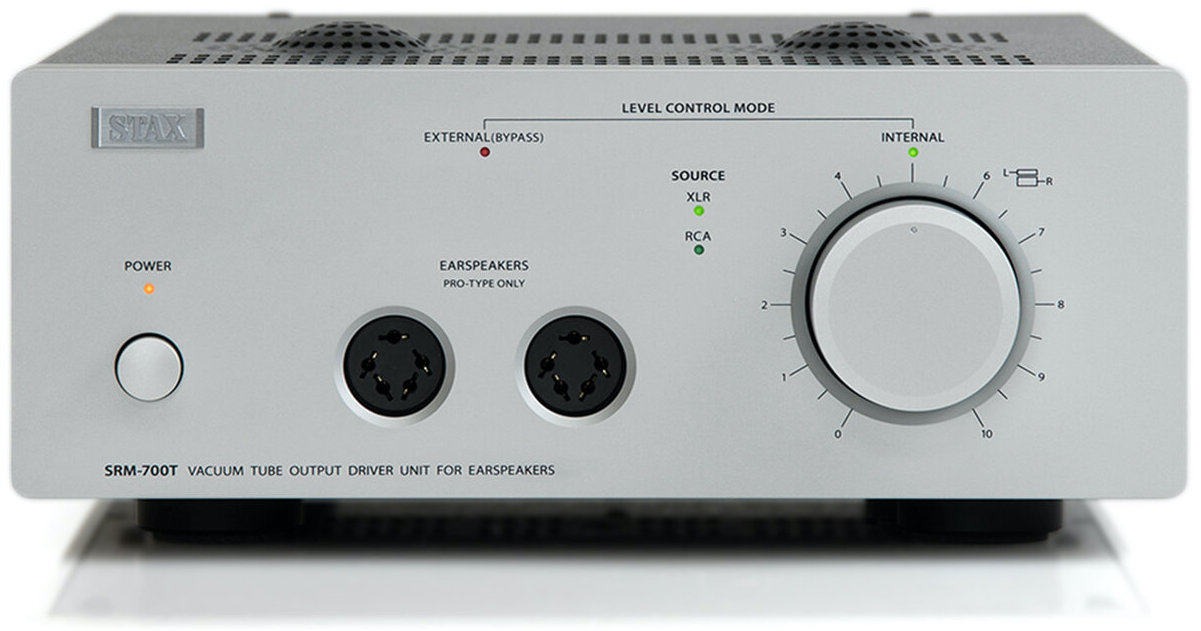 STAX
LEVEL CONTROL MODE
EXTERNAL(BYPASS)
INTERNAL
SOURCE
XLR
RCA
POWER
EARSPEAKERS
PRO-TYPE ONLY
0
1
2
3
4
6
7
8
9
10
L
R
SRM-700T VACUUM TUBE OUTPUT DRIVER UNIT FOR EARSPEAKERS